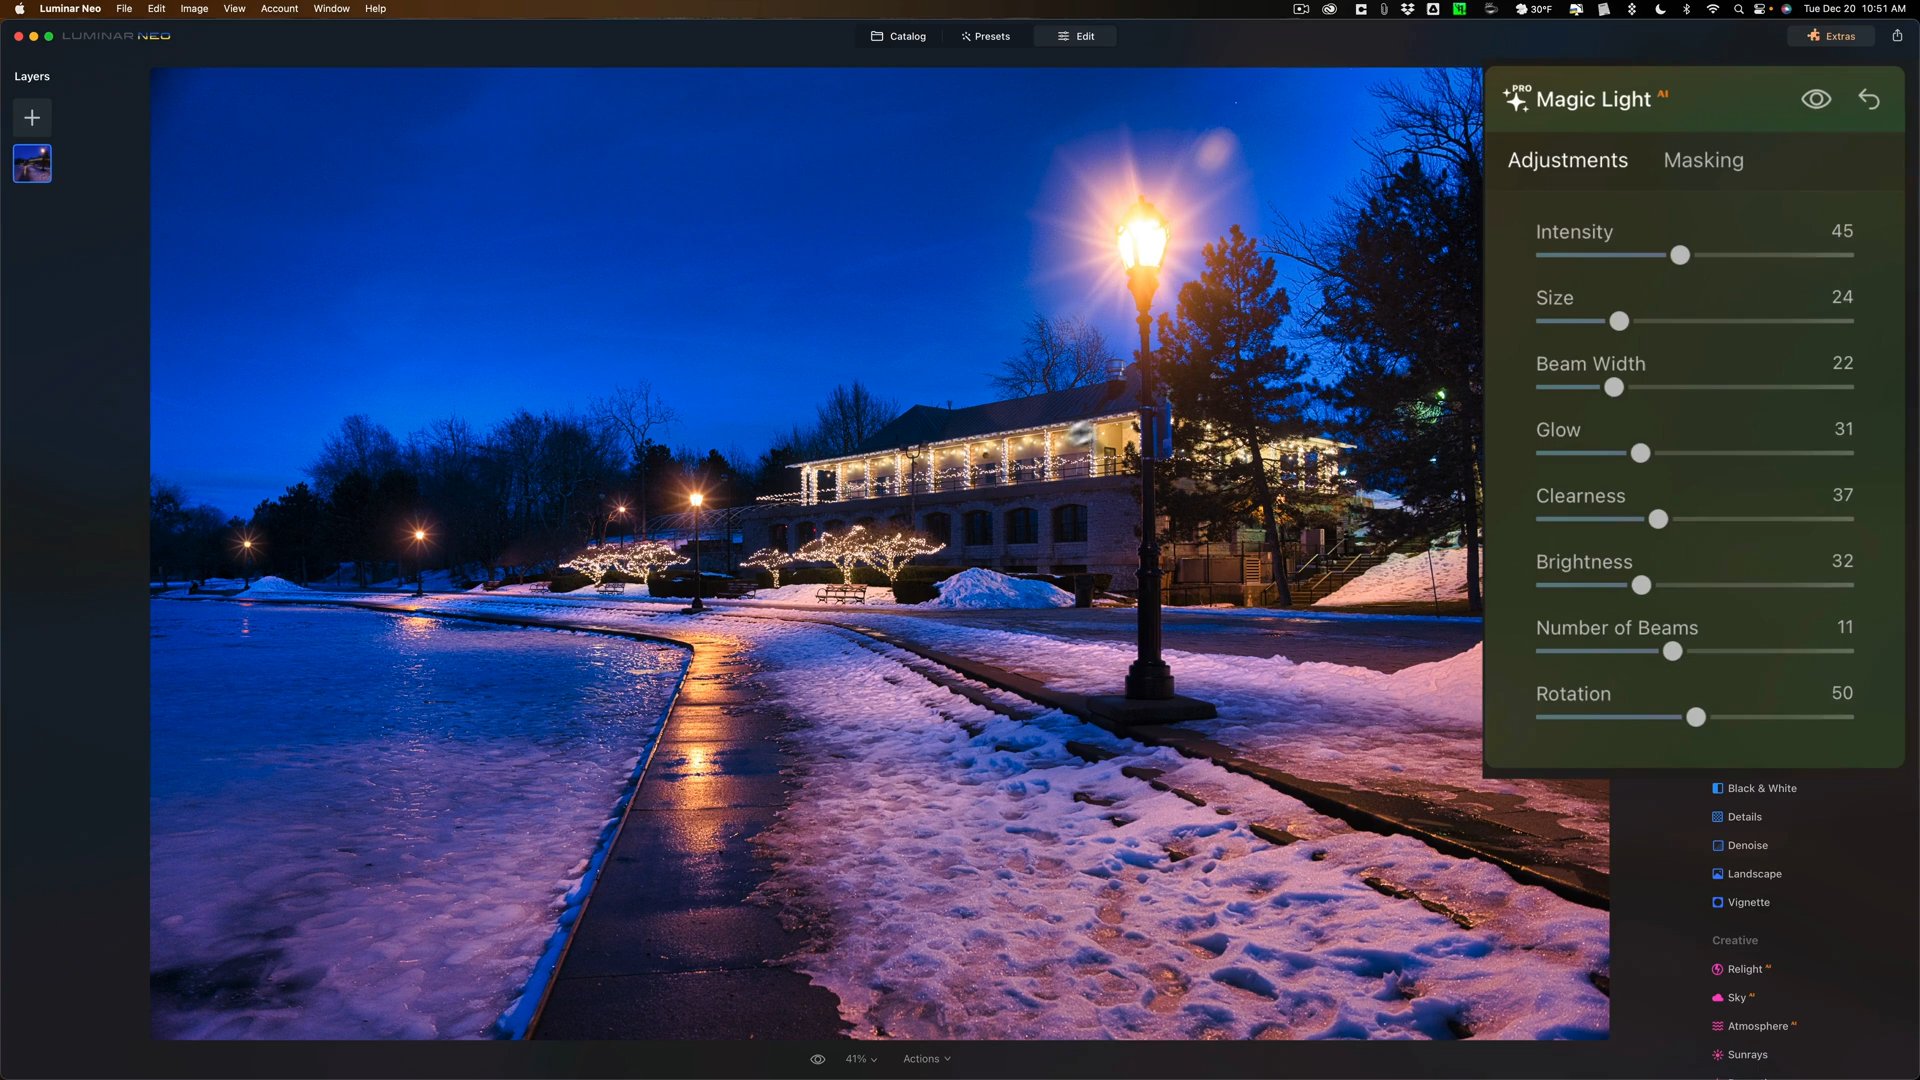 Luminar Neo File Edit Image View Account Window Help 30°F Tue Dec 20 10:51 AM
LUMINAR NEO Catalog Presets Edit Extras
Layers
PRO
Magic Light AI
Adjustments Masking
Intensity 45
Size 24
Beam Width 22
Glow 31
Clearness 37
Brightness 32
Number of Beams 11
Rotation 50
Black & White
Details
Denoise
Landscape
Vignette
Creative
Relight AI
Sky AI
Atmosphere AI
Sunrays
41% Actions